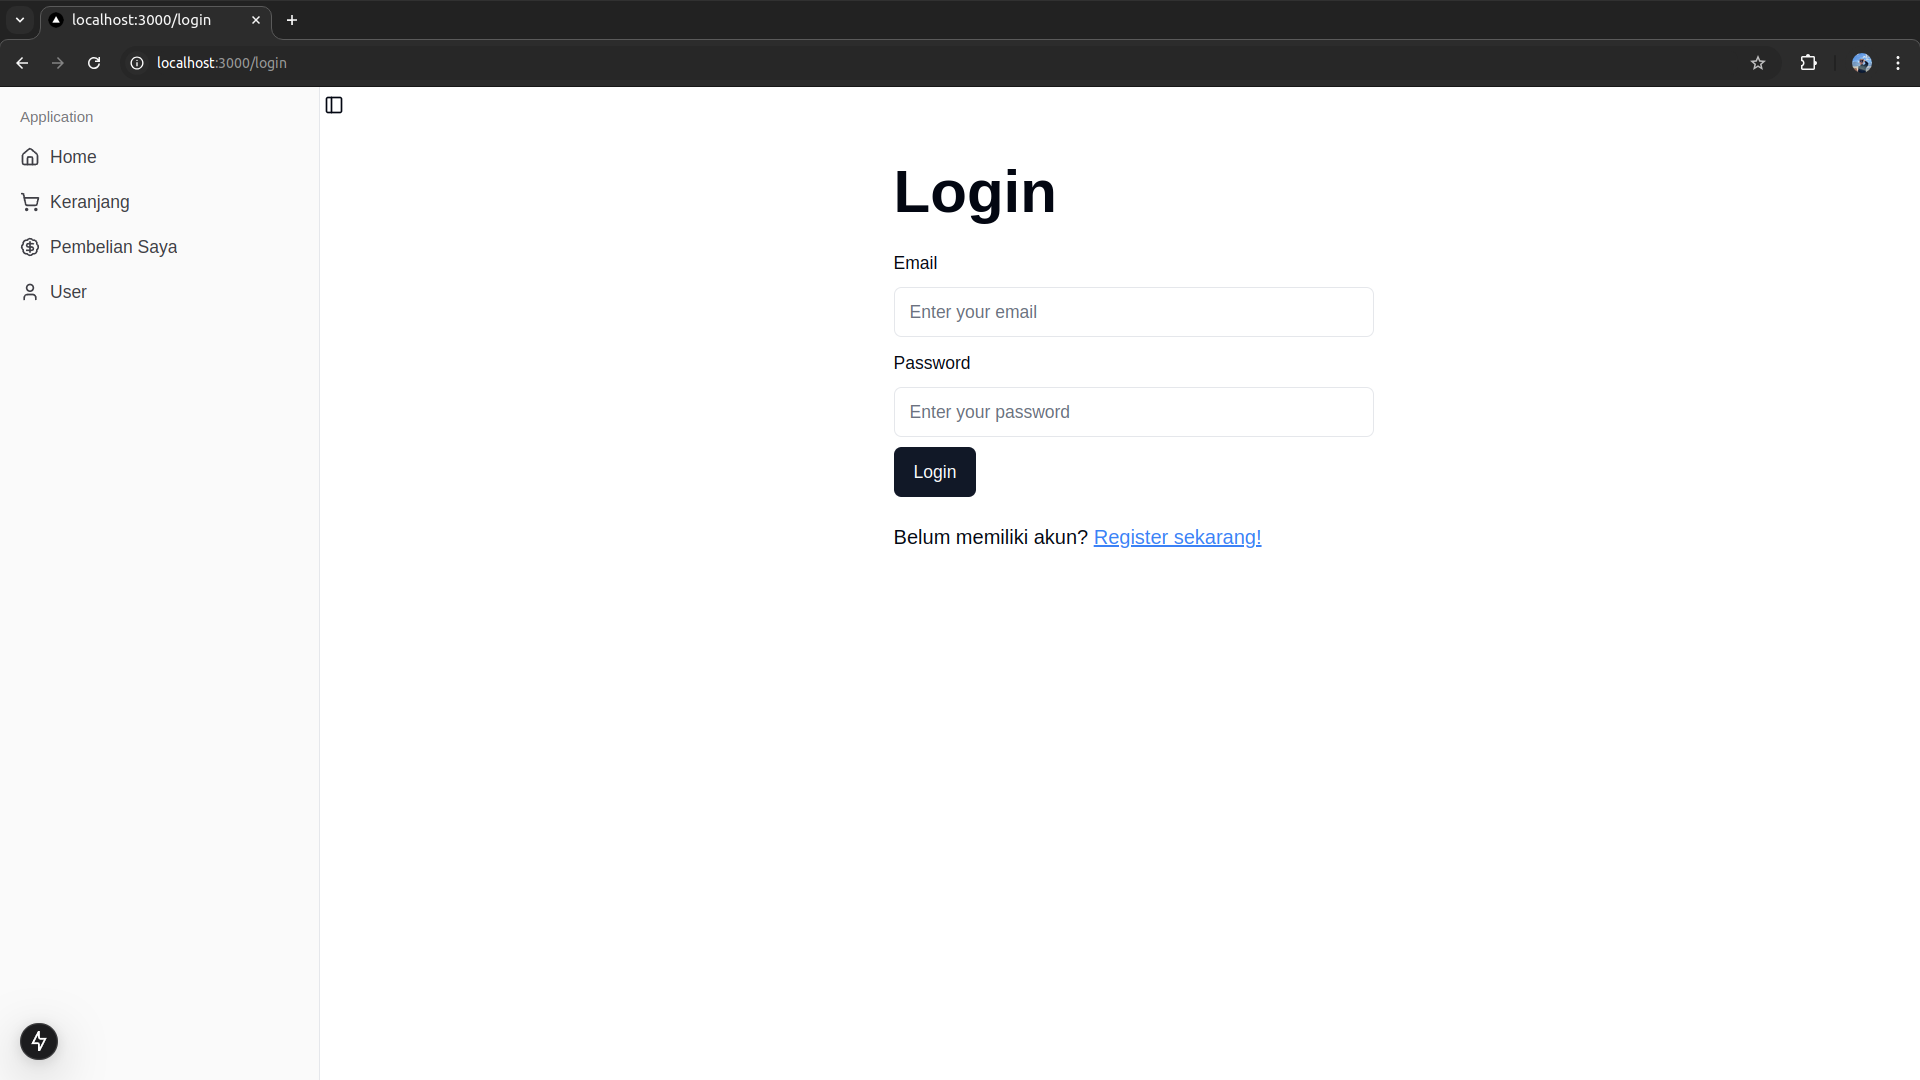 localhost:3000/login
localhost:3000/login
Application
Home
Keranjang
Pembelian Saya
User
Login
Email
Enter your email
Password
Enter your password
Login
Belum memiliki akun? Register sekarang!